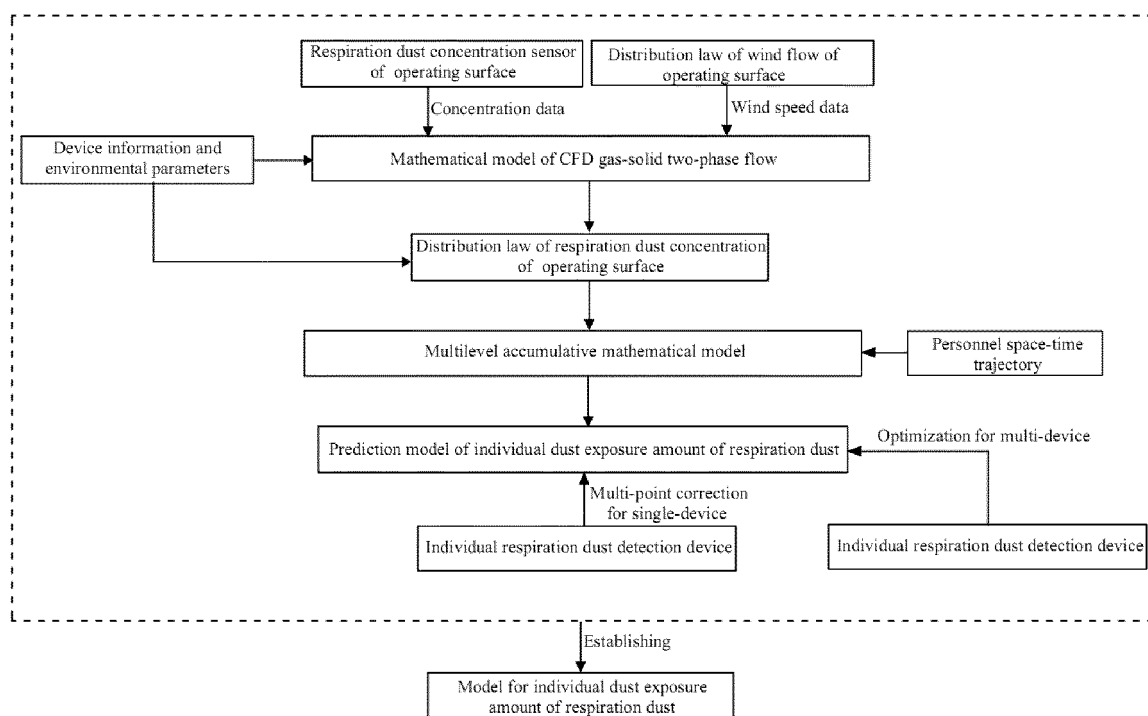 Respiration dust concentration sensor
of operating surface
Distribution law of wind flow of
operating surface
Concentration data
Wind speed data
Device information and
environmental parameters
Mathematical model of CFD gas-solid two-phase flow
Distribution law of respiration dust concentration
of operating surface
Multilevel accumulative mathematical model
Personnel space-time
trajectory
Prediction model of individual dust exposure amount of respiration dust
Optimization for multi-device
Multi-point correction
for single-device
Individual respiration dust detection device
Individual respiration dust detection device
Establishing
Model for individual dust exposure
amount of respiration dust